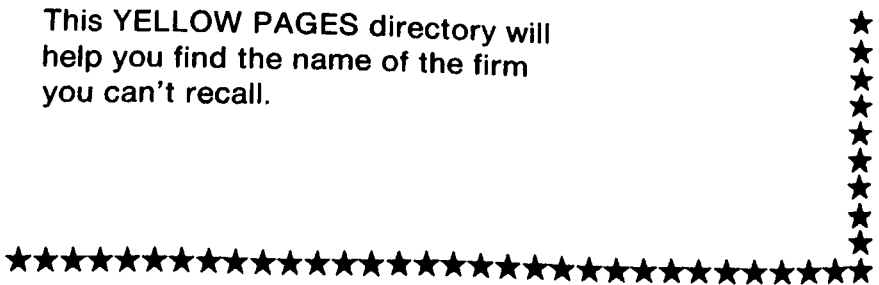 This YELLOW PAGES directory will
help you find the name of the firm
you can't recall.